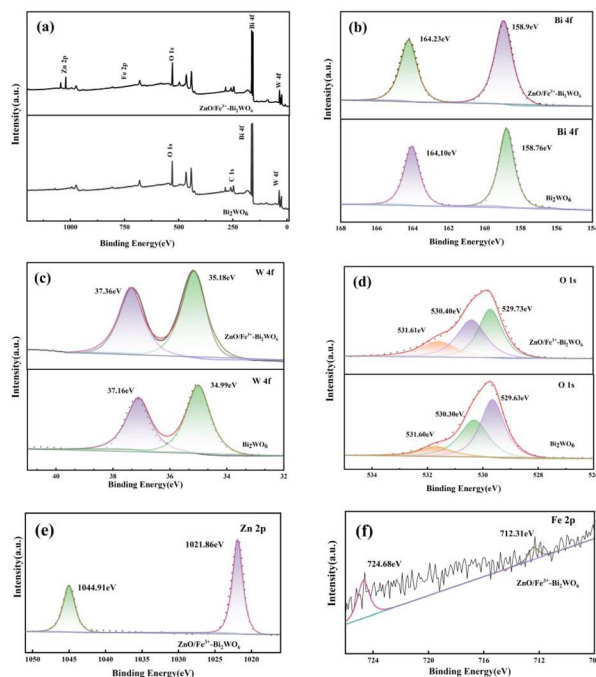 (a)
Zn 2p
Fe 2p
O 1s
Bi 4f
W 4f
ZnO/Fe³⁺-Bi₂WO₆
O 1s
C 1s
Bi 4f
W 4f
Bi₂WO₆
Intensity(a.u.)
1000 800 600 400 200 0
Binding Energy(eV)
(b)
Bi 4f
164.23eV
158.9eV
ZnO/Fe³⁺-Bi₂WO₆
Bi 4f
164,10eV
158.76eV
Bi₂WO₆
Intensity(a.u.)
168 166 164 162 160 158 156 154
Binding Energy(eV)
(c)
W 4f
37.36eV
35.18eV
ZnO/Fe³⁺-Bi₂WO₆
W 4f
37.16eV
34.99eV
Bi₂WO₆
Intensity(a.u.)
40 38 36 34 32
Binding Energy(eV)
(d)
O 1s
530.40eV
529.73eV
531.61eV
ZnO/Fe³⁺-Bi₂WO₆
O 1s
529.63eV
530.30eV
531.60eV
Bi₂WO₆
Intensity(a.u.)
534 532 530 528 52
Binding Energy(eV)
(e)
Zn 2p
1021.86eV
1044.91eV
ZnO/Fe³⁺-Bi₂WO₆
Intensity(a.u.)
1050 1045 1040 1035 1030 1025 1020
Binding Energy(eV)
(f)
Fe 2p
712.31eV
724.68eV
ZnO/Fe³⁺-Bi₂WO₆
Intensity(a.u.)
724 720 716 712 70
Binding Energy(eV)